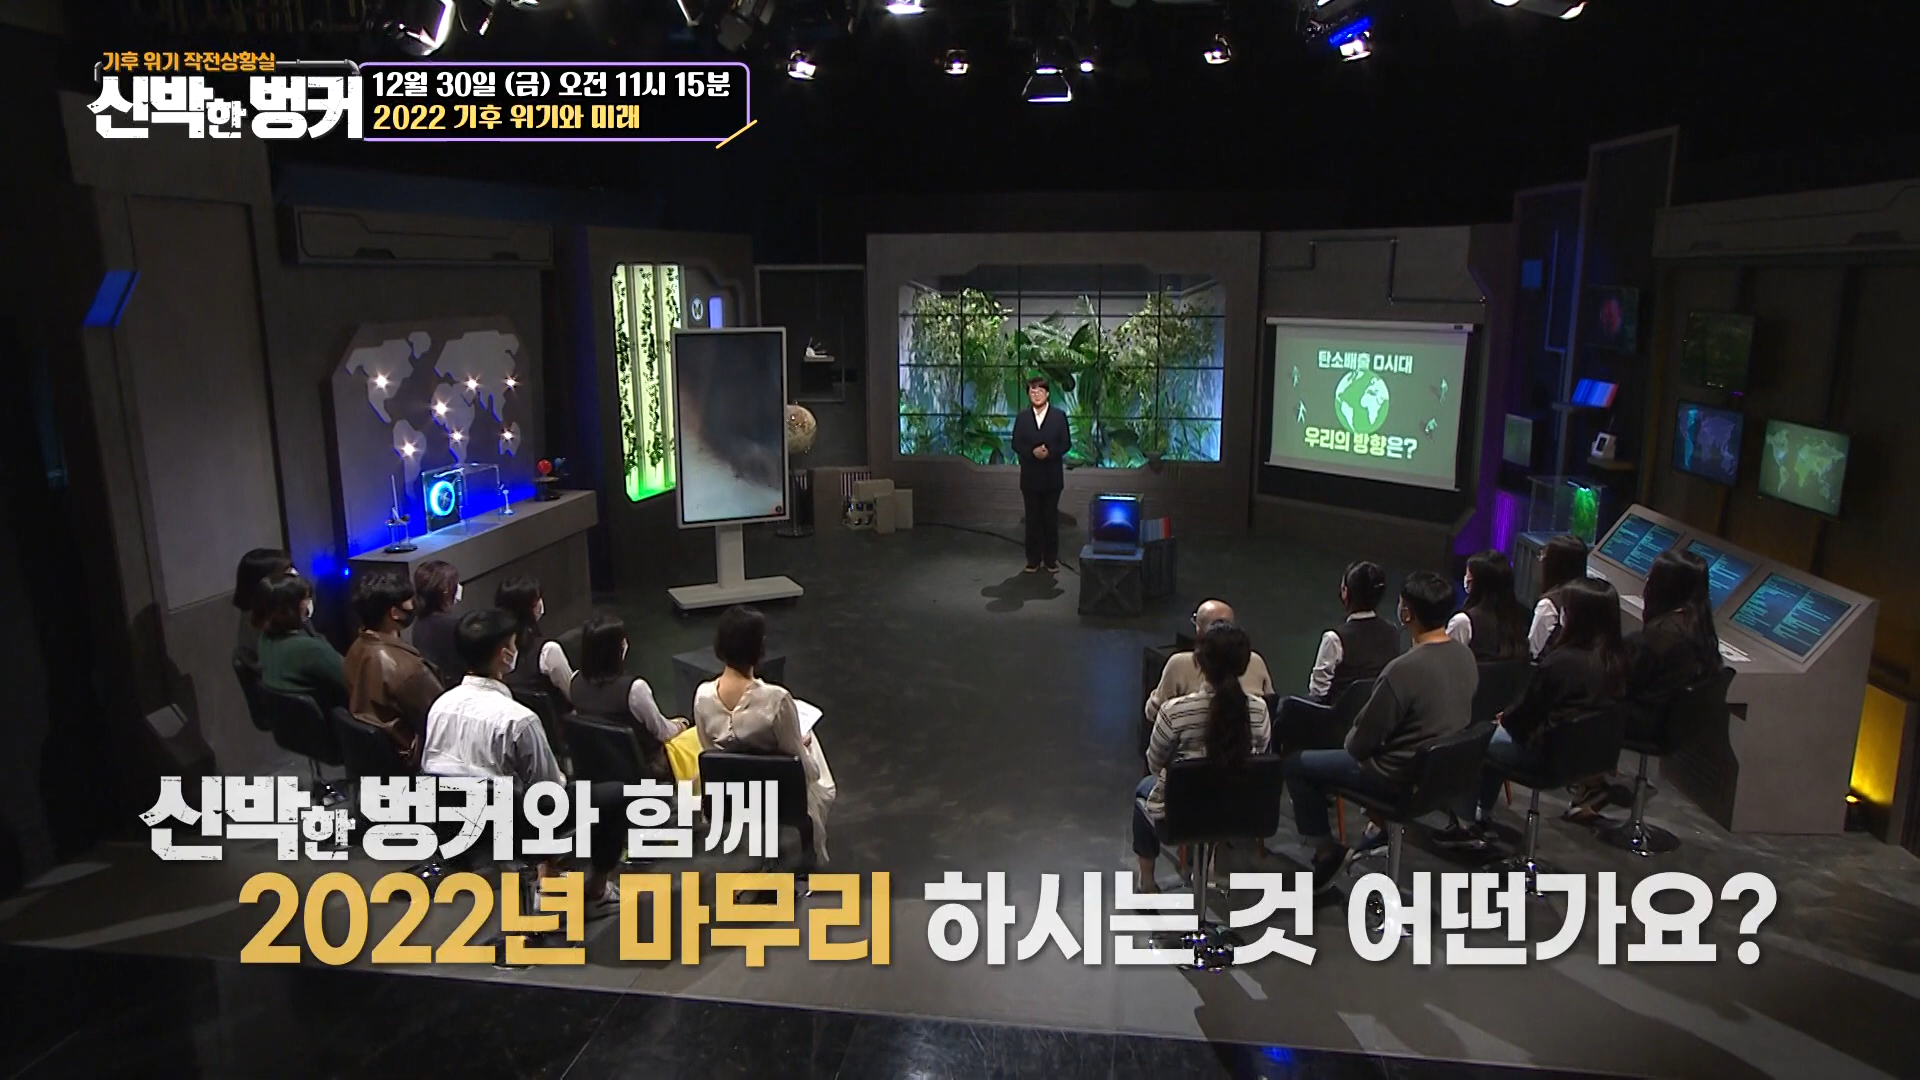 기후 위기 작전상황실
신박한 벙커
12월 30일 (금) 오전 11시 15분
2022 기후 위기와 미래
탄소배출 0시대
우리의 방향은?
신박한벙커와 함께
2022년 마무리 하시는 것 어떤가요?